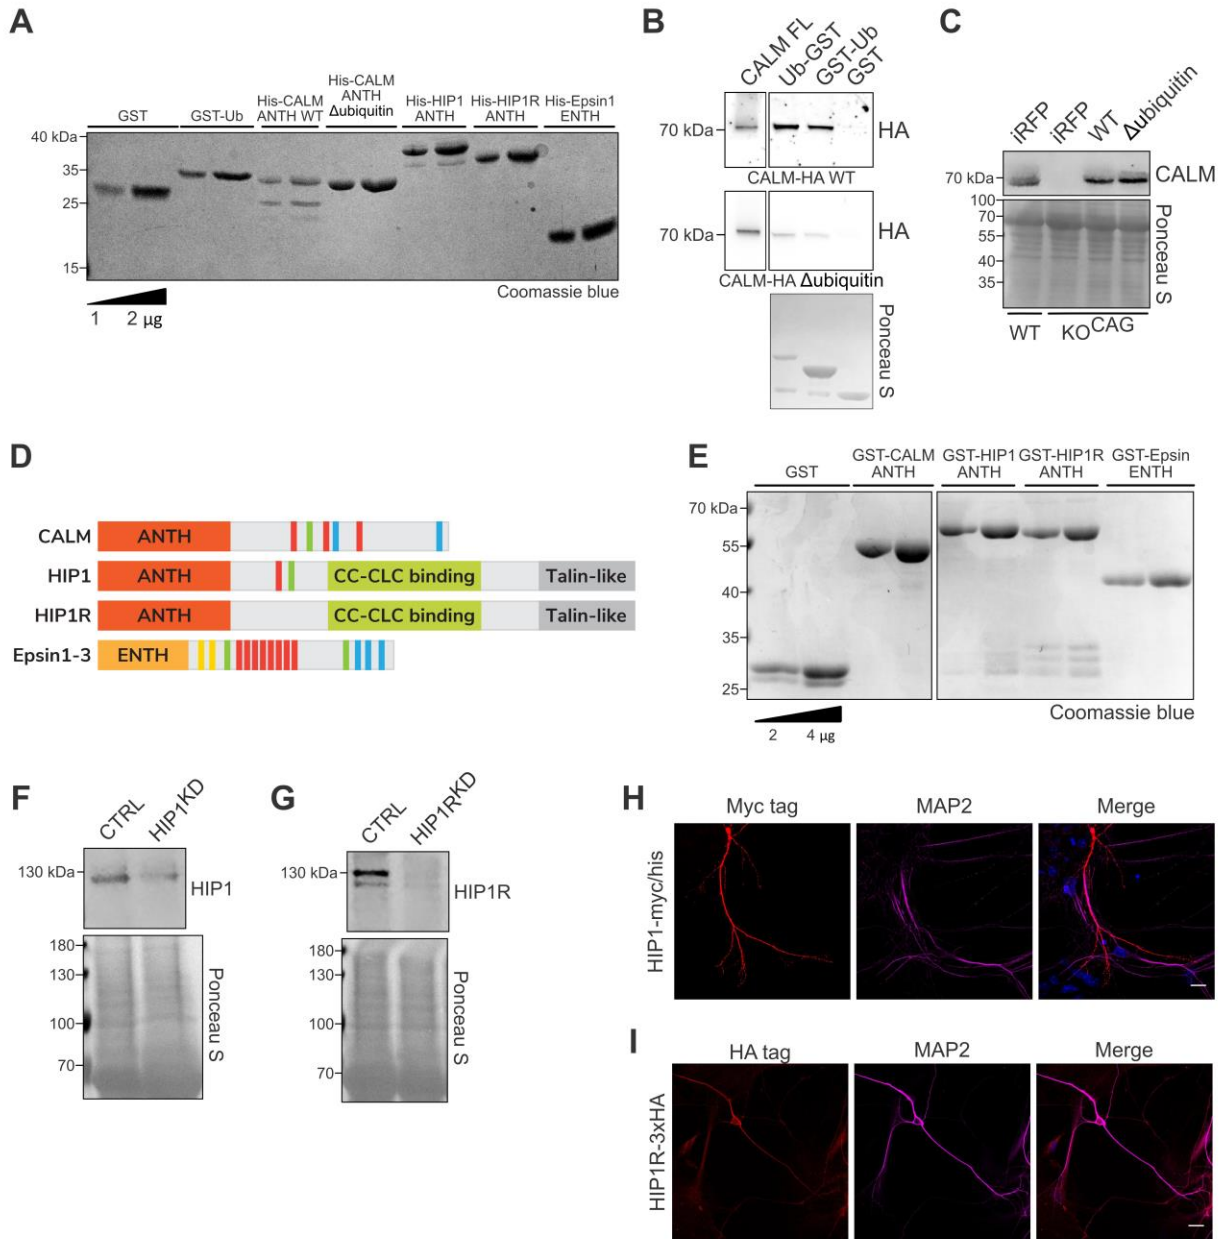 A
GST
GST-Ub
His-CALM
ANTH WT
His-CALM
ANTH
Δubiquitin
His-HIP1
ANTH
His-HIP1R
ANTH
His-Epsin1
ENTH
40 kDa
35
25
15
Coomassie blue
1 2 µg
B
CALM FL
Ub-GST
GST-Ub
GST
70 kDa
HA
CALM-HA WT
70 kDa
HA
CALM-HA Δubiquitin
Ponceau S
C
iRFP
iRFP
WT
Δubiquitin
70 kDa
CALM
100
70
55
40
35
Ponceau S
WT
KO CAG
D
CALM
ANTH
HIP1
ANTH
CC-CLC binding
Talin-like
HIP1R
ANTH
CC-CLC binding
Talin-like
Epsin1-3
ENTH
E
GST
GST-CALM
ANTH
GST-HIP1
ANTH
GST-HIP1R
ANTH
GST-Epsin
ENTH
70 kDa
55
40
35
25
Coomassie blue
2 4 µg
F
CTRL
HIP1KD
130 kDa
HIP1
180
130
100
70
Ponceau S
G
CTRL
HIP1RKD
130 kDa
HIP1R
180
130
100
70
Ponceau S
H
Myc tag
MAP2
Merge
HIP1-myc/his
I
HA tag
MAP2
Merge
HIP1R-3xHA